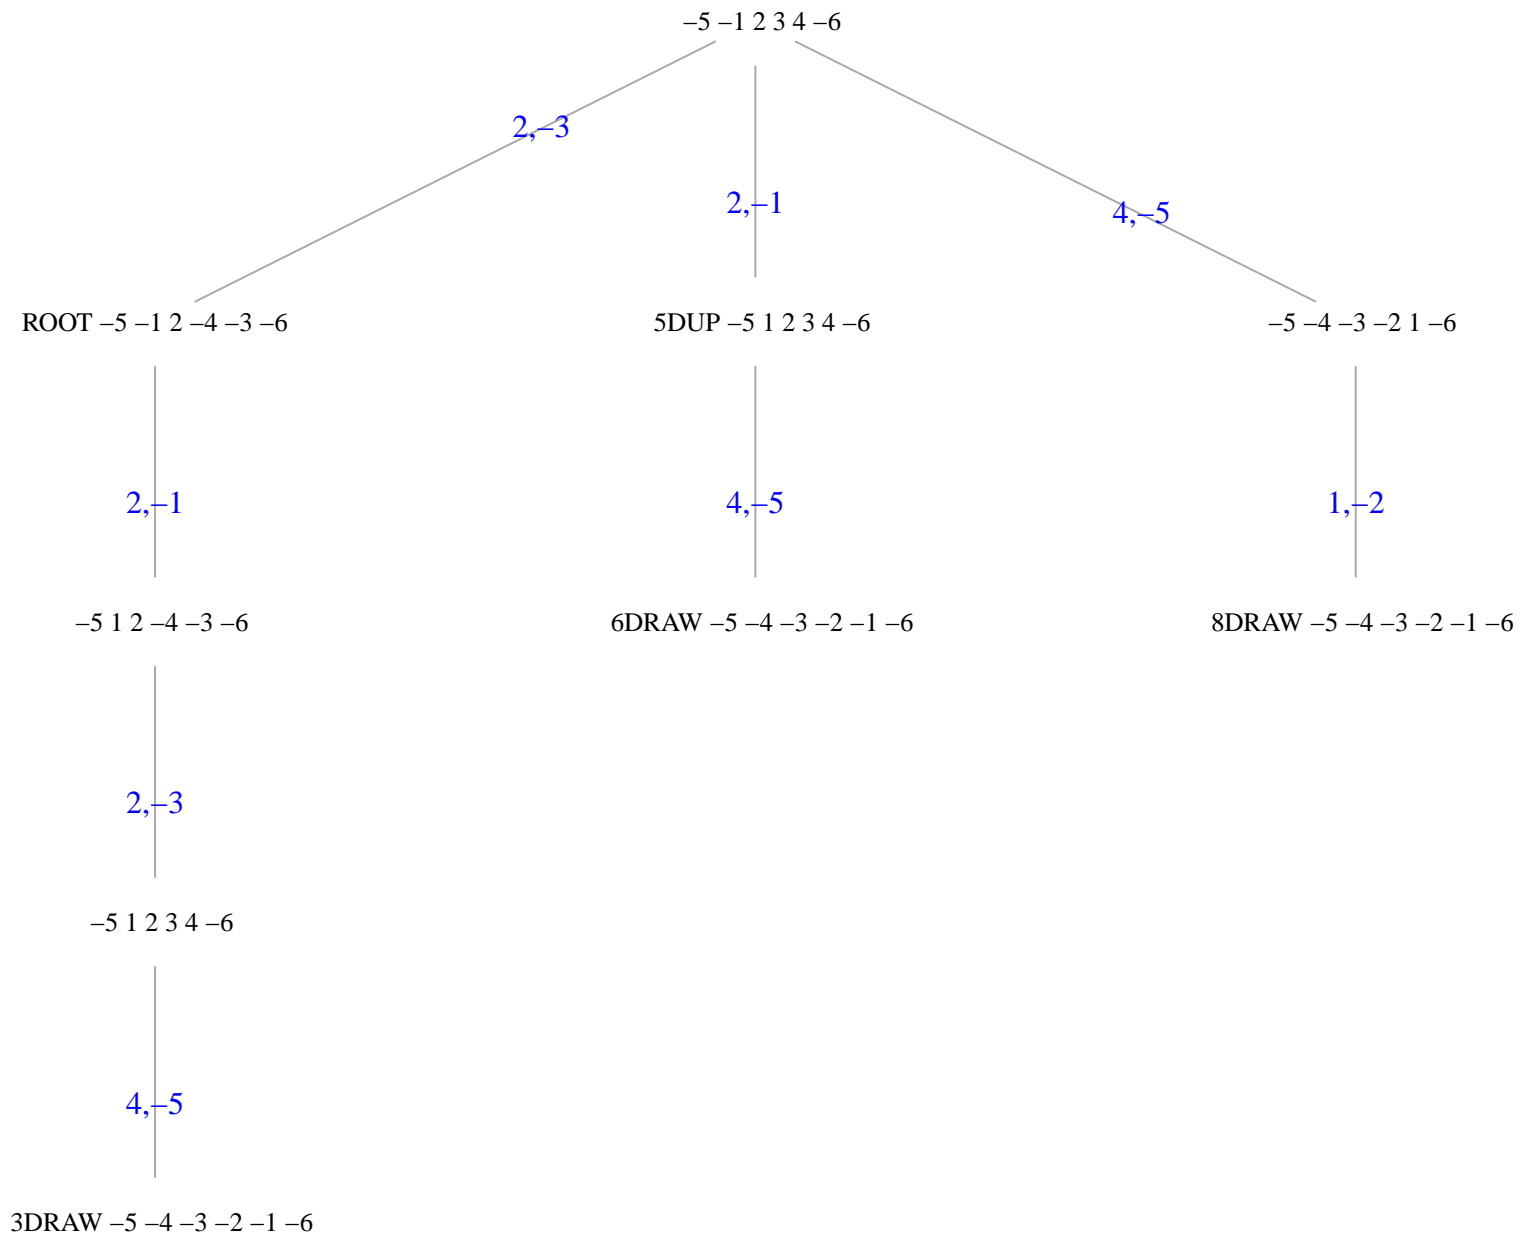 –5 –1 2 3 4 –6
2,–3
2,–1
4,–5
ROOT –5 –1 2 –4 –3 –6
5DUP –5 1 2 3 4 –6
–5 –4 –3 –2 1 –6
2,–1
4,–5
1,–2
–5 1 2 –4 –3 –6
6DRAW –5 –4 –3 –2 –1 –6
8DRAW –5 –4 –3 –2 –1 –6
2,–3
–5 1 2 3 4 –6
4,–5
3DRAW –5 –4 –3 –2 –1 –6